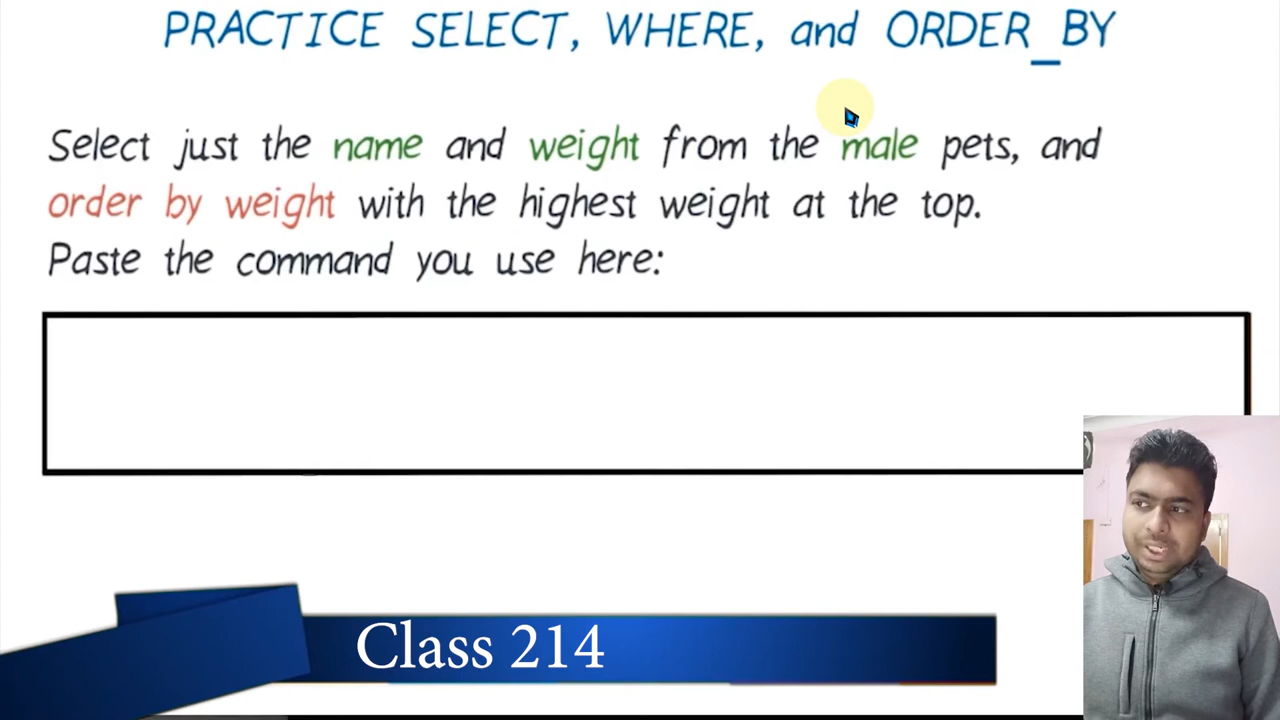 PRACTICE SELECT, WHERE, and ORDER_BY
Select just the name and weight from the male pets, and
order by weight with the highest weight at the top.
Paste the command you use here:
Class 214